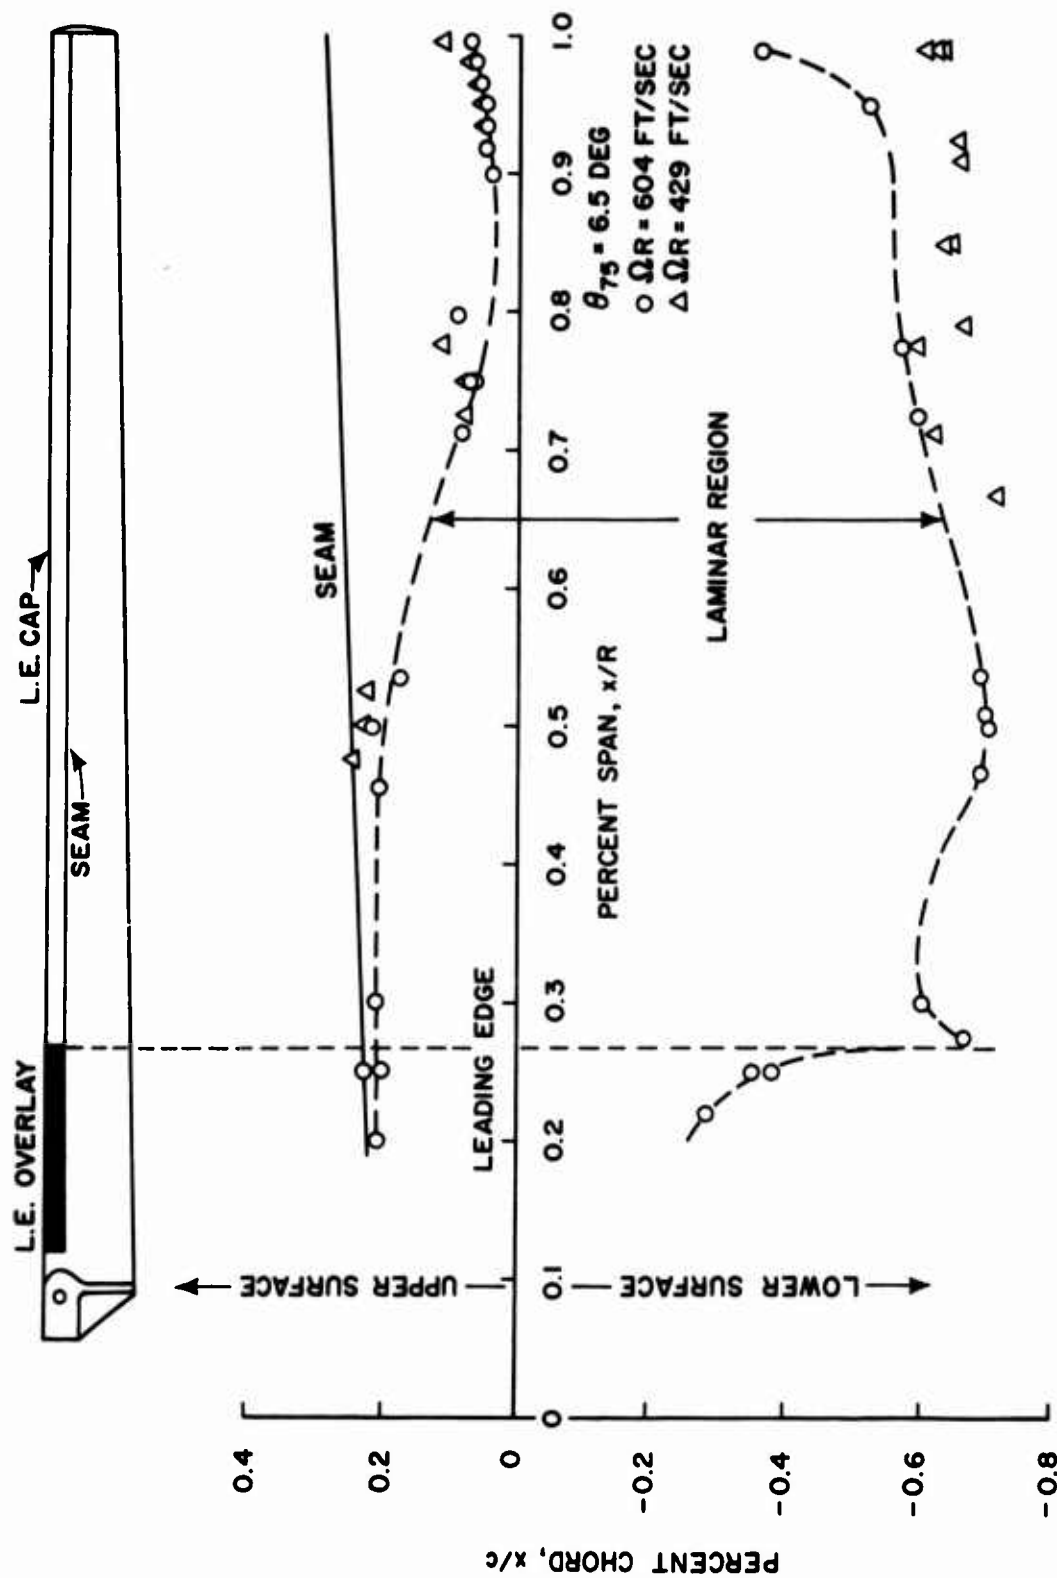 L.E. OVERLAY
L.E. CAP
SEAM
0.4
0.2
0
-0.2
-0.4
-0.6
-0.8
PERCENT CHORD, x/c
UPPER SURFACE
LOWER SURFACE
SEAM
LEADING EDGE
0
0.1
0.2
0.3
0.4
0.5
0.6
0.7
0.8
0.9
1.0
PERCENT SPAN, x/R
θ75 = 6.5 DEG
○ ΩR = 604 FT/SEC
△ ΩR = 429 FT/SEC
LAMINAR REGION